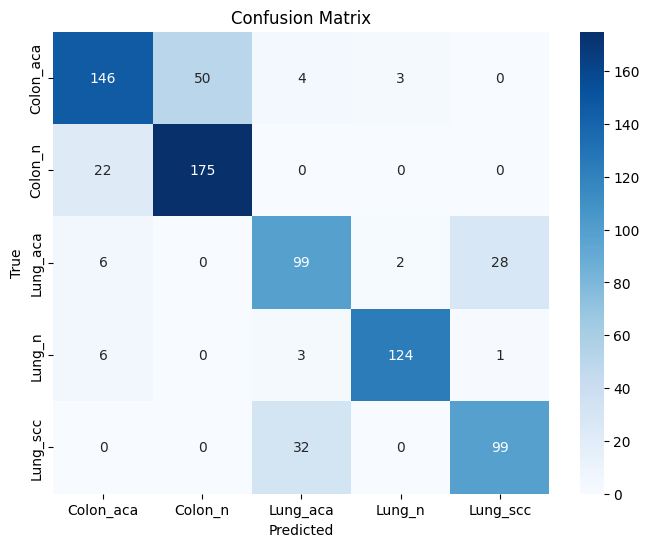 Confusion Matrix
Colon_aca 146 50 4 3 0
Colon_n 22 175 0 0 0
Lung_aca 6 0 99 2 28
Lung_n 6 0 3 124 1
Lung_scc 0 0 32 0 99
True
Colon_aca Colon_n Lung_aca Lung_n Lung_scc
Predicted
160
140
120
100
80
60
40
20
0